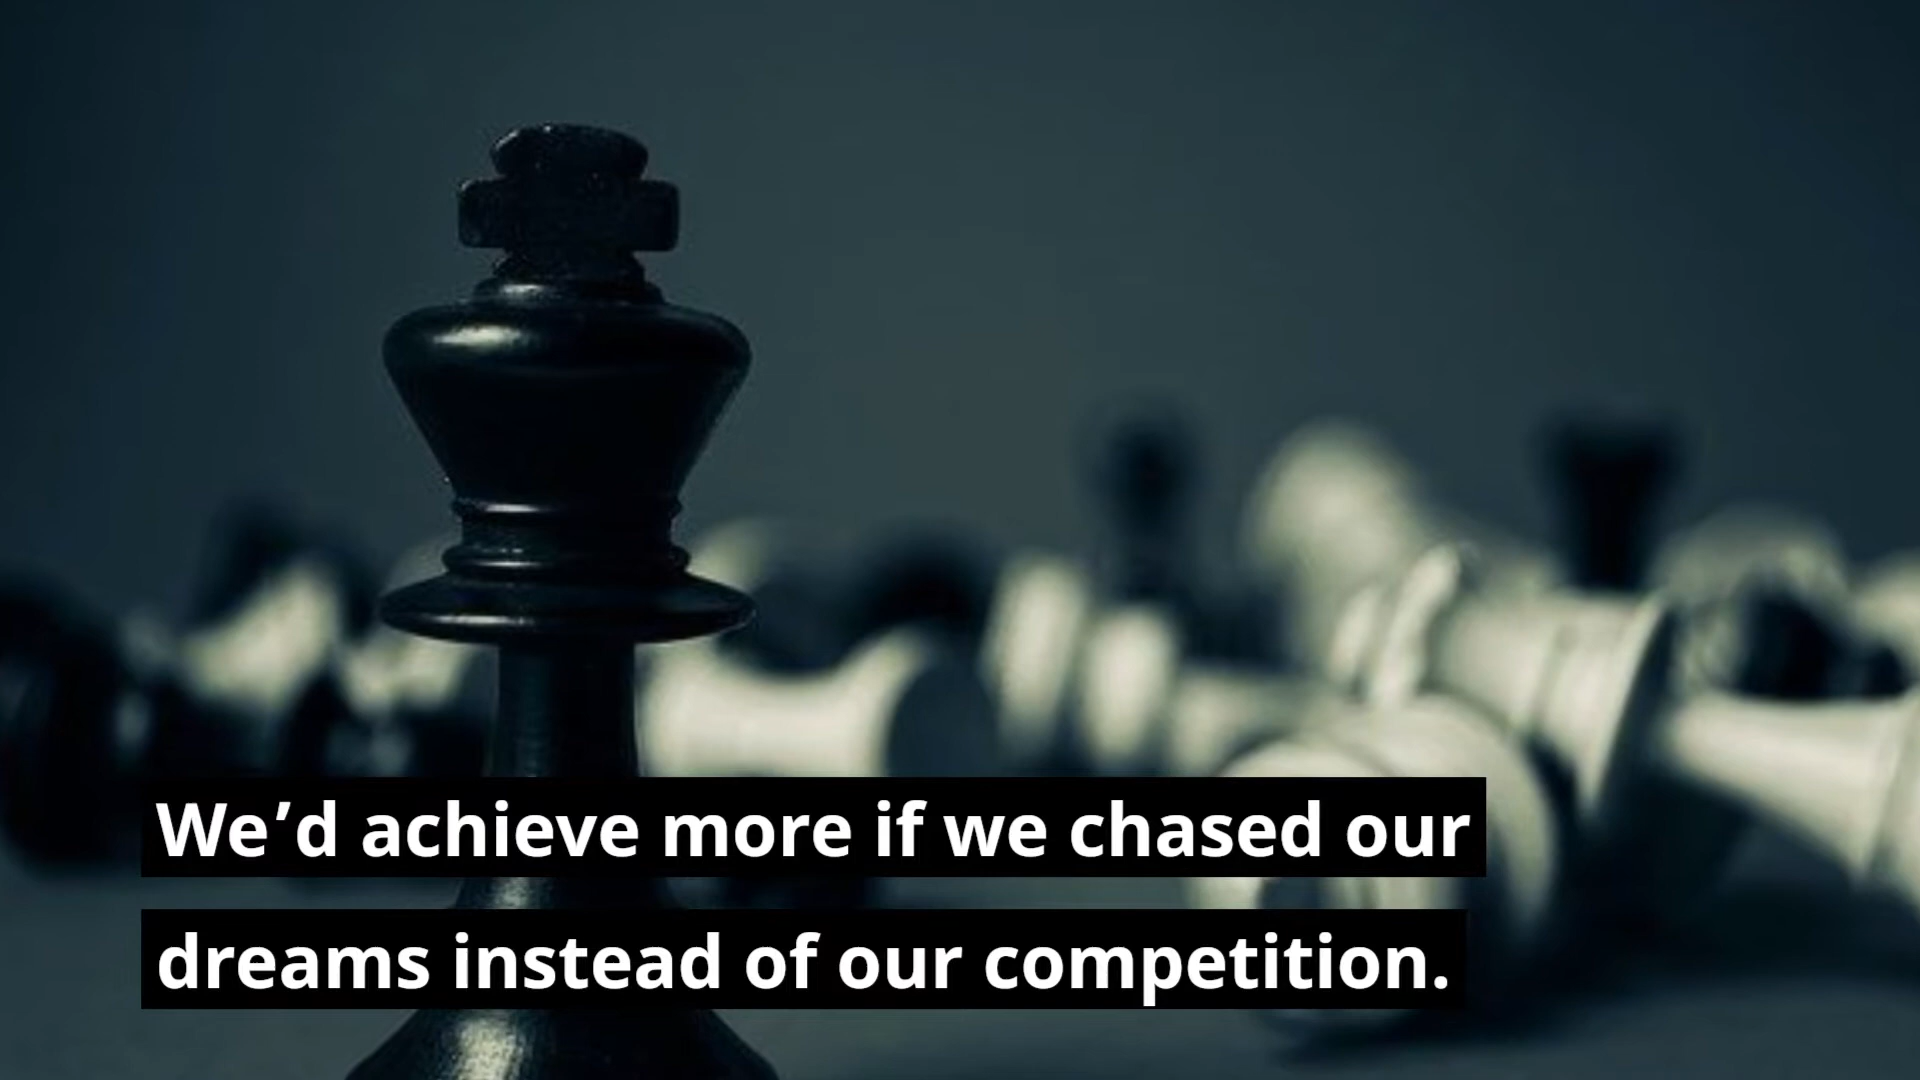 We’d achieve more if we chased our
dreams instead of our competition.